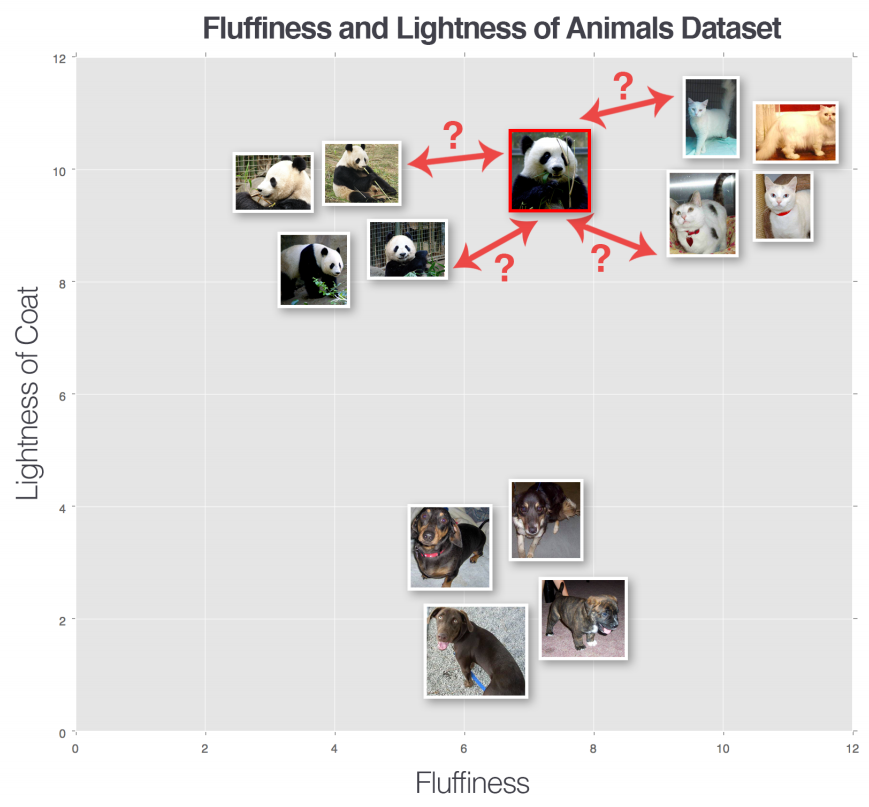 Fluffiness and Lightness of Animals Dataset
12
?
?
10
?
?
8
6
4
2
0
Lightness of Coat
0 2 4 6 8 10 12
Fluffiness